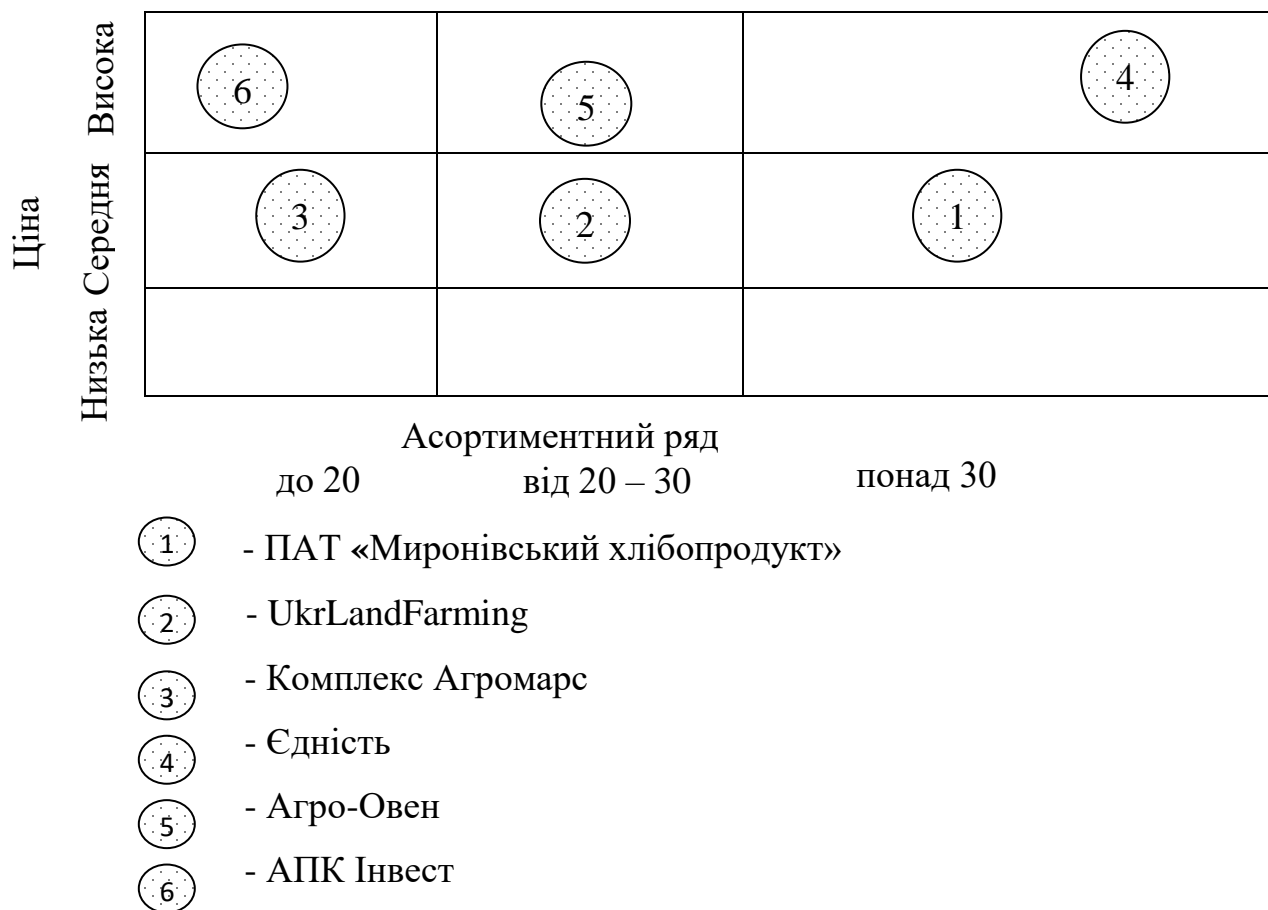 Ціна
Низька Середня Висока
6
5
4
3
2
1
Асортиментний ряд
до 20
від 20 – 30
понад 30
1 - ПАТ «Миронівський хлібопродукт»
2 - UkrLandFarming
3 - Комплекс Агромарс
4 - Єдність
5 - Агро-Овен
6 - АПК Інвест